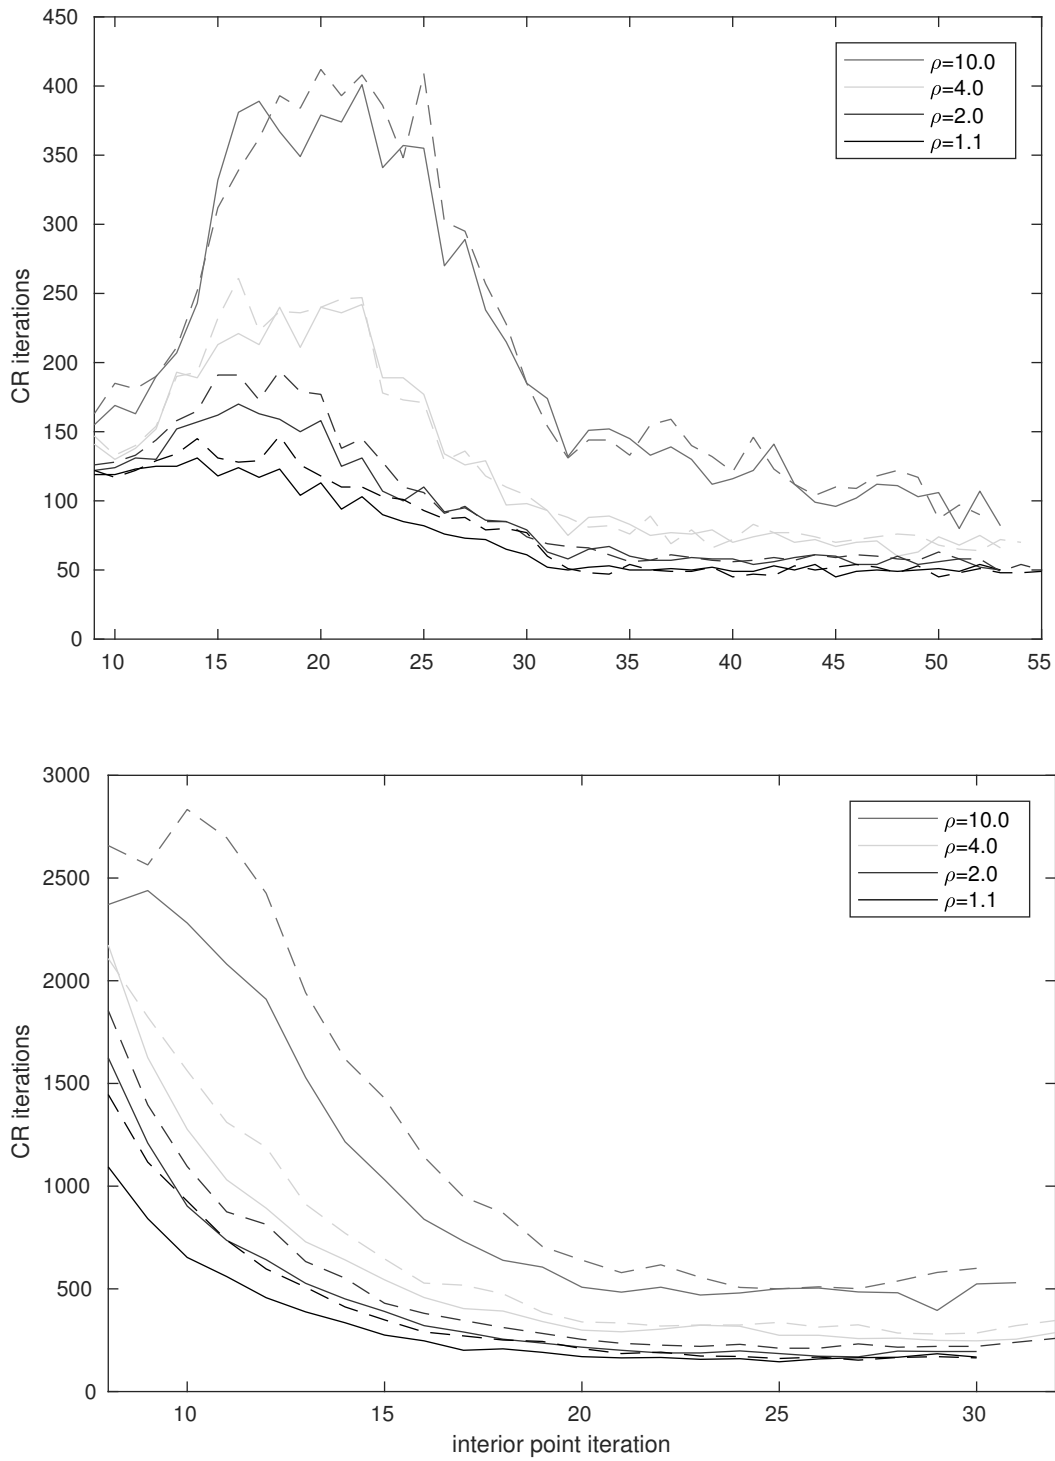 450
400
350
300
250
200
150
100
50
0
CR iterations
10 15 20 25 30 35 40 45 50 55
ρ=10.0
ρ=4.0
ρ=2.0
ρ=1.1
3000
2500
2000
1500
1000
500
0
CR iterations
10 15 20 25 30
interior point iteration
ρ=10.0
ρ=4.0
ρ=2.0
ρ=1.1